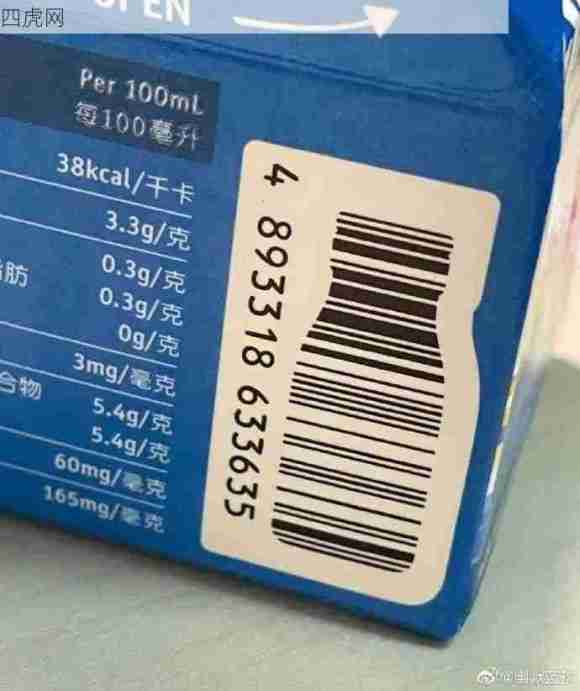 四虎网
OPEN
Per 100mL
每100毫升
38kcal/千卡
3.3g/克
0.3g/克
脂肪
0.3g/克
0g/克
3mg/毫克
合物
5.4g/克
5.4g/克
60mg/毫克
165mg/毫克
4 893318 633635